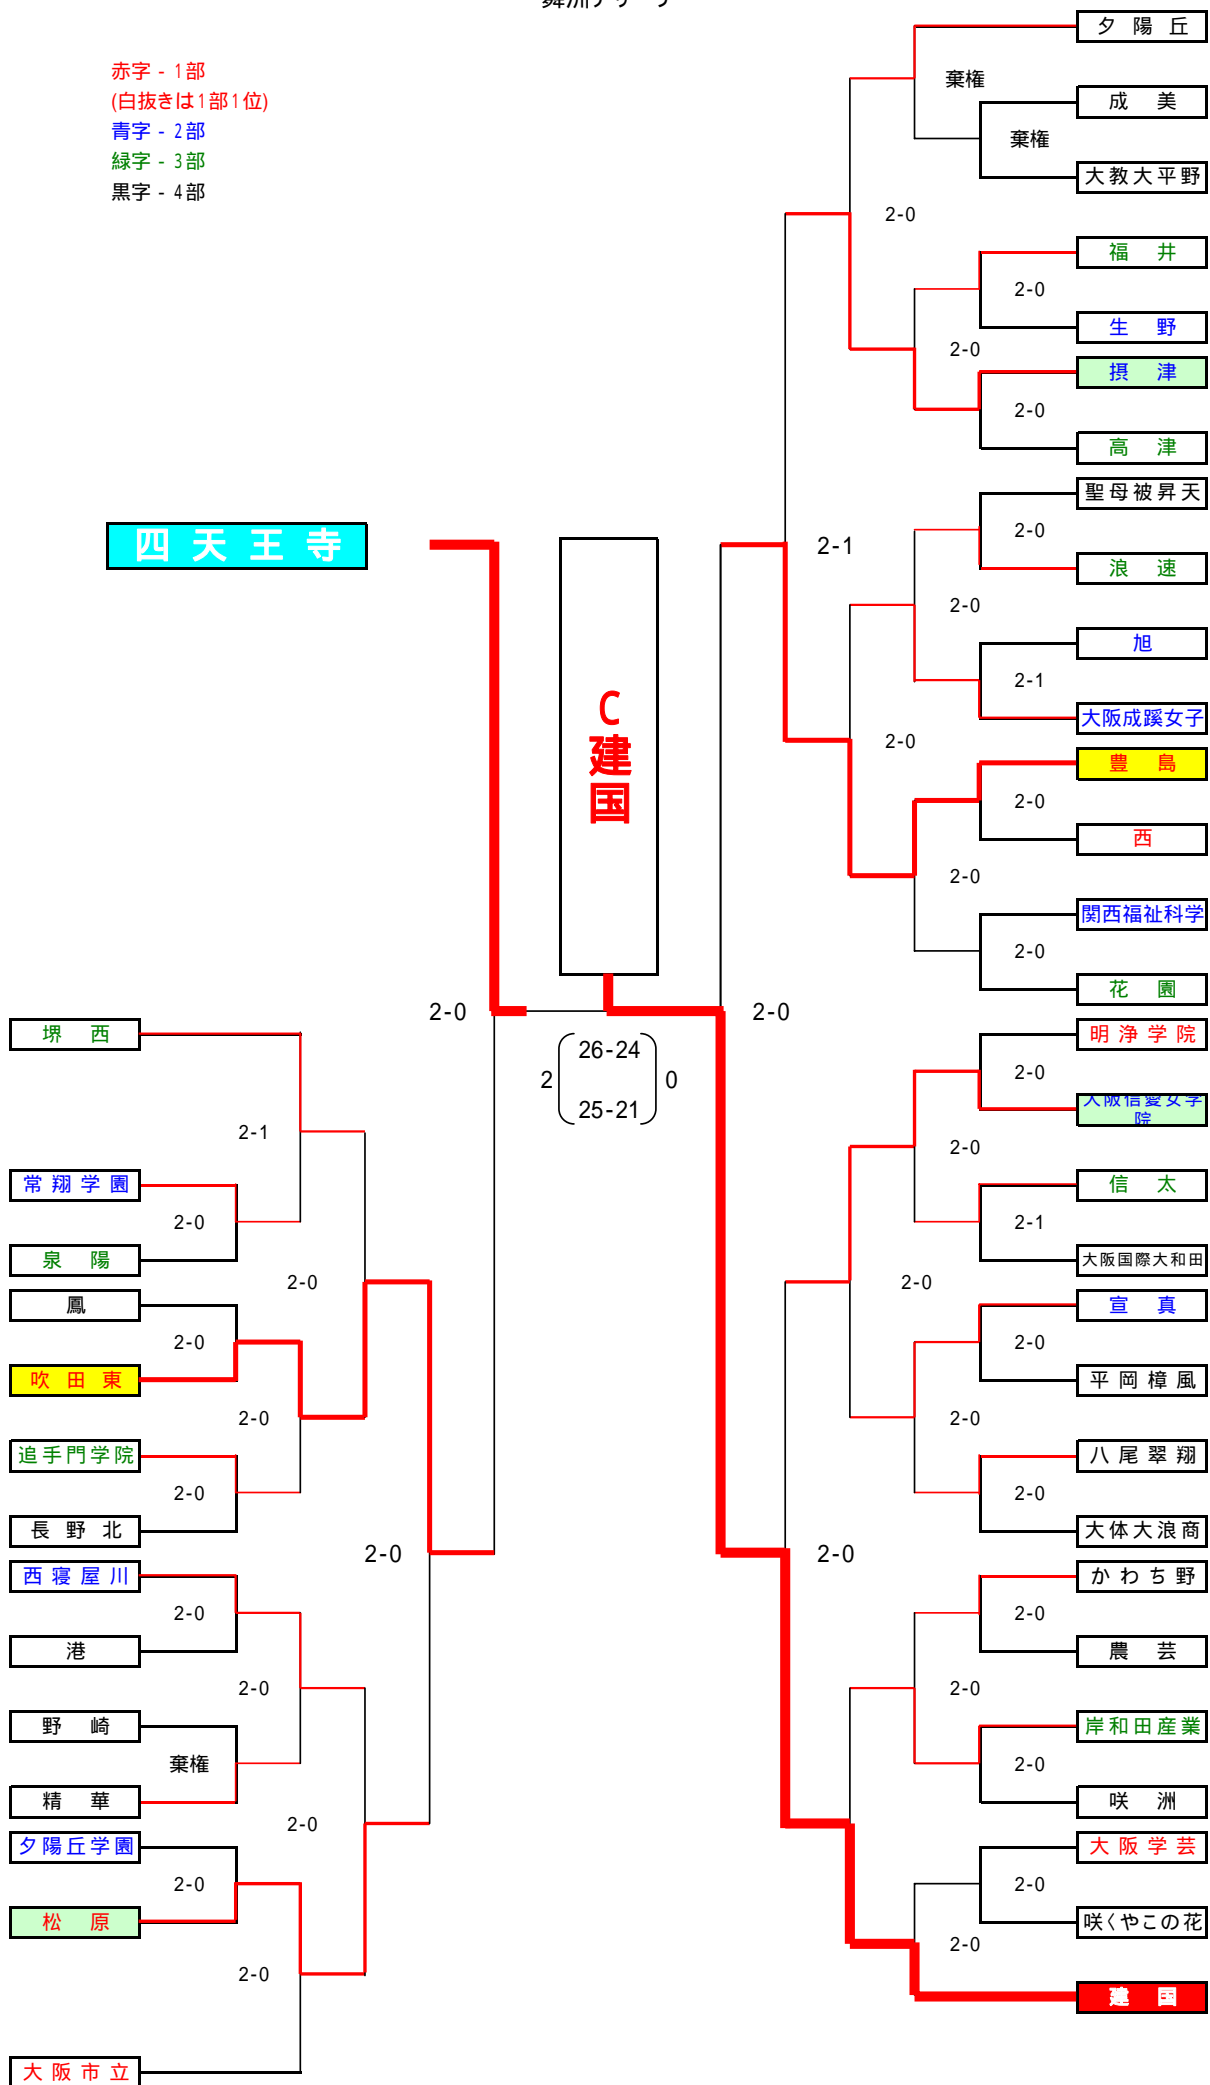 赤字 - 1部
(白抜きは1部1位)
青字 - 2部
緑字 - 3部
黒字 - 4部
四天王寺
C
建
国
2-0
2-0
26-24
2
0
25-21
堺西
2-1
常翔学園
2-0
泉陽
2-0
鳳
2-0
吹田東
2-0
追手門学院
2-0
長野北
2-0
西寝屋川
2-0
港
2-0
野崎
棄権
精華
2-0
夕陽丘学園
2-0
松原
2-0
大阪市立
夕陽丘
棄権
成美
棄権
大教大平野
2-0
福井
2-0
生野
2-0
摂津
2-0
高津
聖母被昇天
2-0
2-1
浪速
2-0
旭
2-1
大阪成蹊女子
2-0
豊島
2-0
西
2-0
関西福祉科学
2-0
花園
明浄学院
2-0
大阪信愛女学
院
2-0
信太
2-1
大阪国際大和田
2-0
宣真
2-0
平岡樟風
2-0
八尾翠翔
2-0
大体大浪商
2-0
かわち野
2-0
農芸
2-0
岸和田産業
2-0
咲洲
大阪学芸
2-0
咲くやこの花
2-0
建国